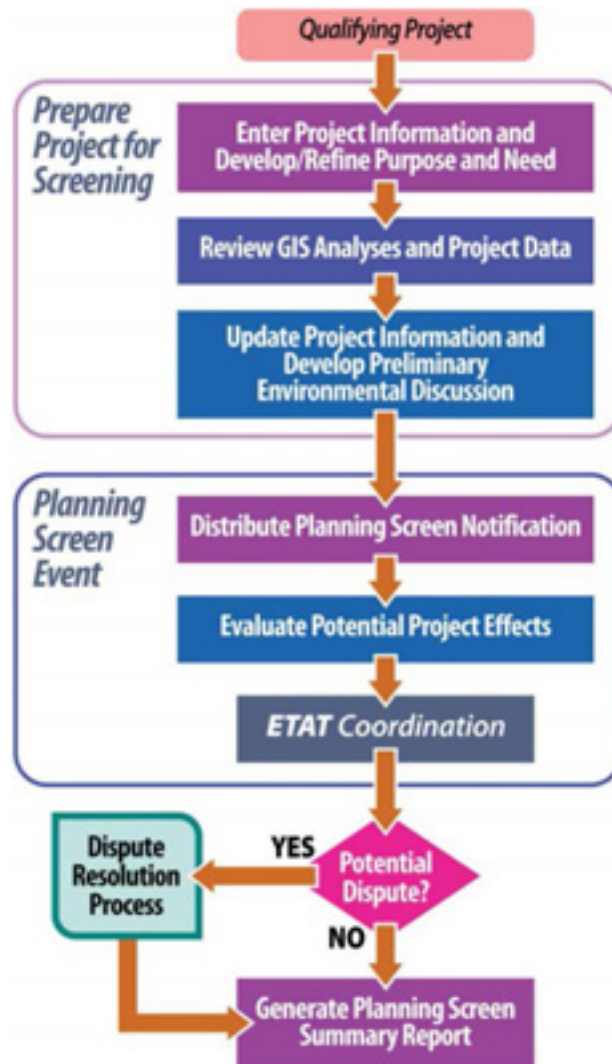 Qualifying Project
Prepare
Project for
Screening
Enter Project Information and
Develop/Refine Purpose and Need
Review GIS Analyses and Project Data
Update Project Information and
Develop Preliminary
Environmental Discussion
Planning
Screen
Event
Distribute Planning Screen Notification
Evaluate Potential Project Effects
ETAT Coordination
Dispute
Resolution
Process
YES
Potential
Dispute?
NO
Generate Planning Screen
Summary Report